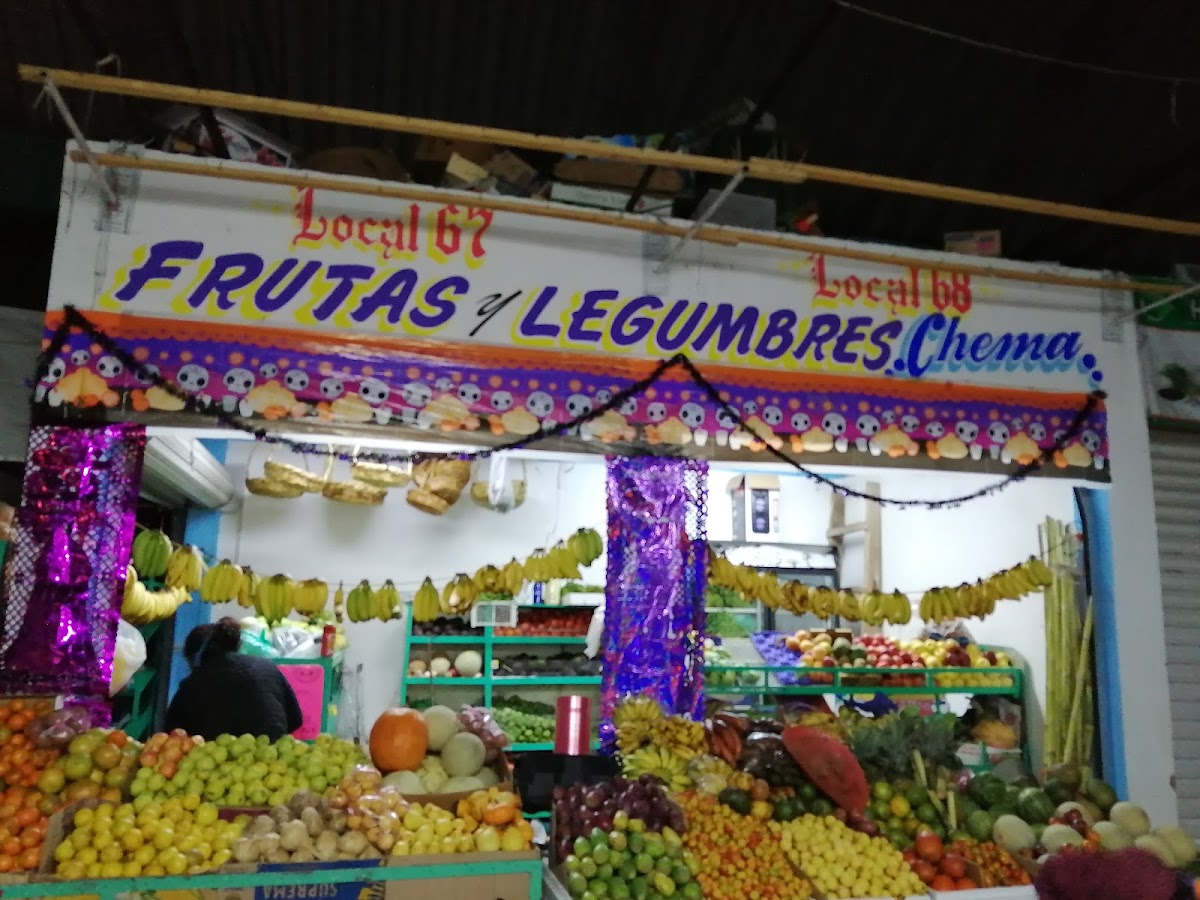 Local 67
Local 68
FRUTAS y LEGUMBRES..Chema..
SUPREMA